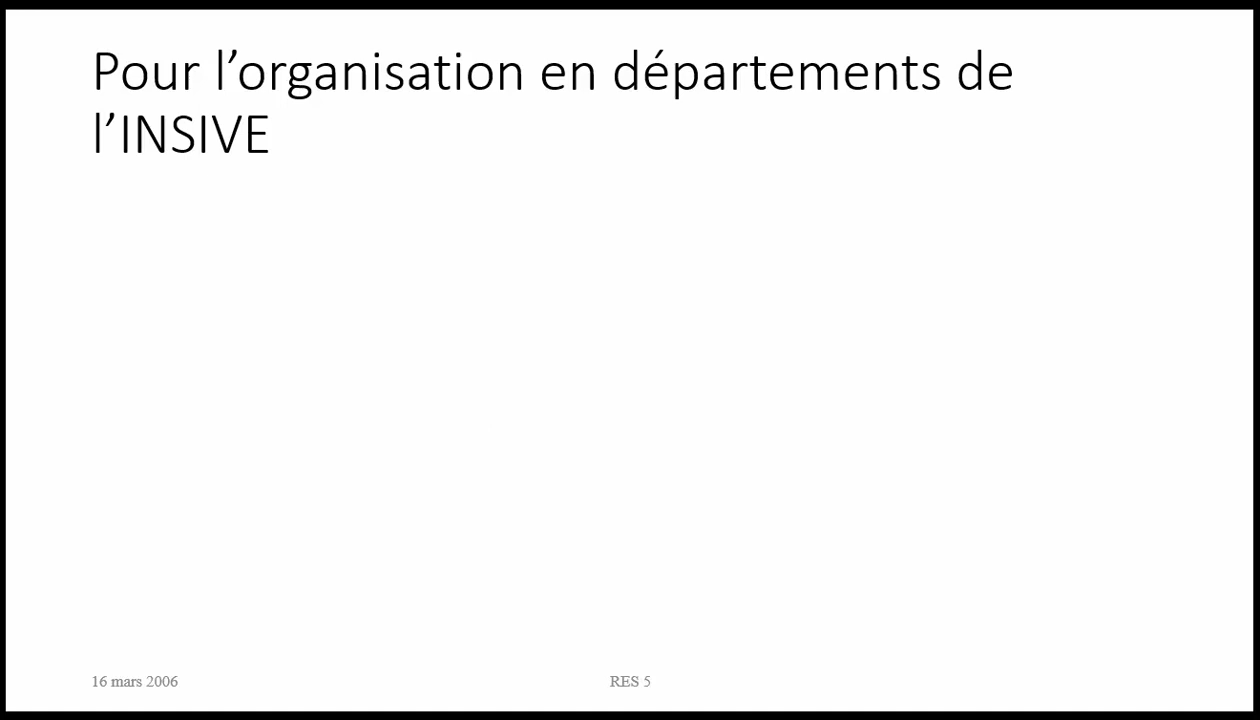 Pour l’organisation en départements de
l’INSIVE
16 mars 2006
RES 5